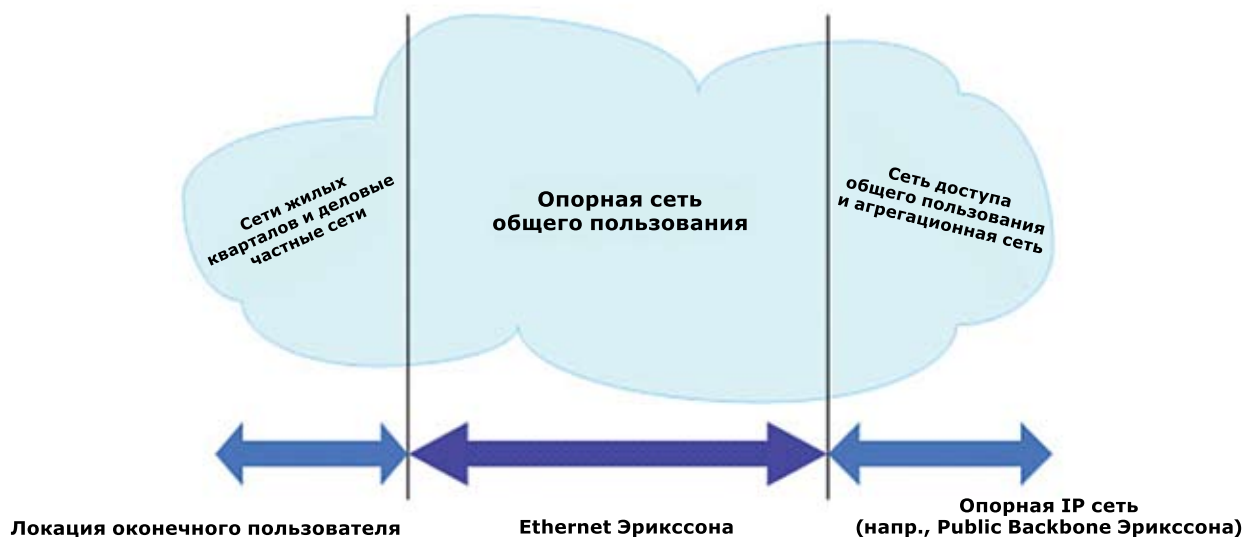 Сети жилых
кварталов и деловые
частные сети
Опорная сеть
общего пользования
Сеть доступа
общего пользования
и агрегационная сеть
Локация оконечного пользователя
Ethernet Эрикссона
Опорная IP сеть
(напр., Public Backbone Эрикссона)